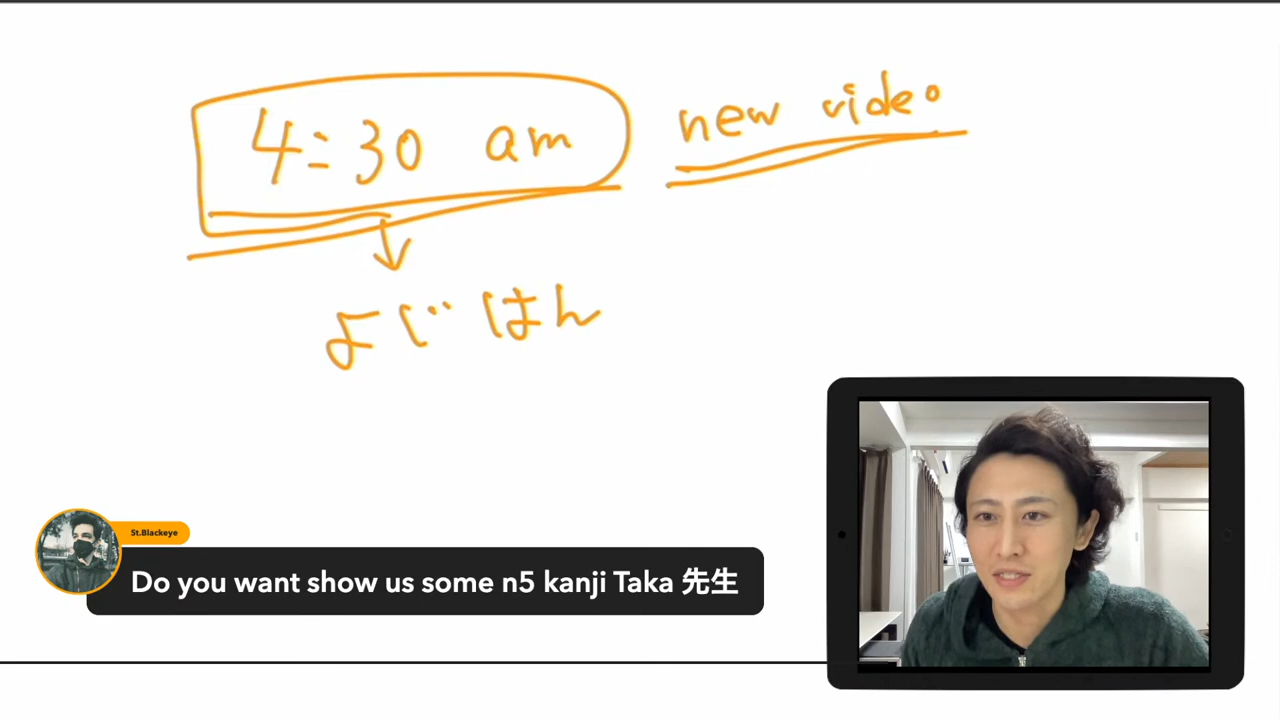 4:30 am new video
よじはん
St.Blackeye
Do you want show us some n5 kanji Taka 先生